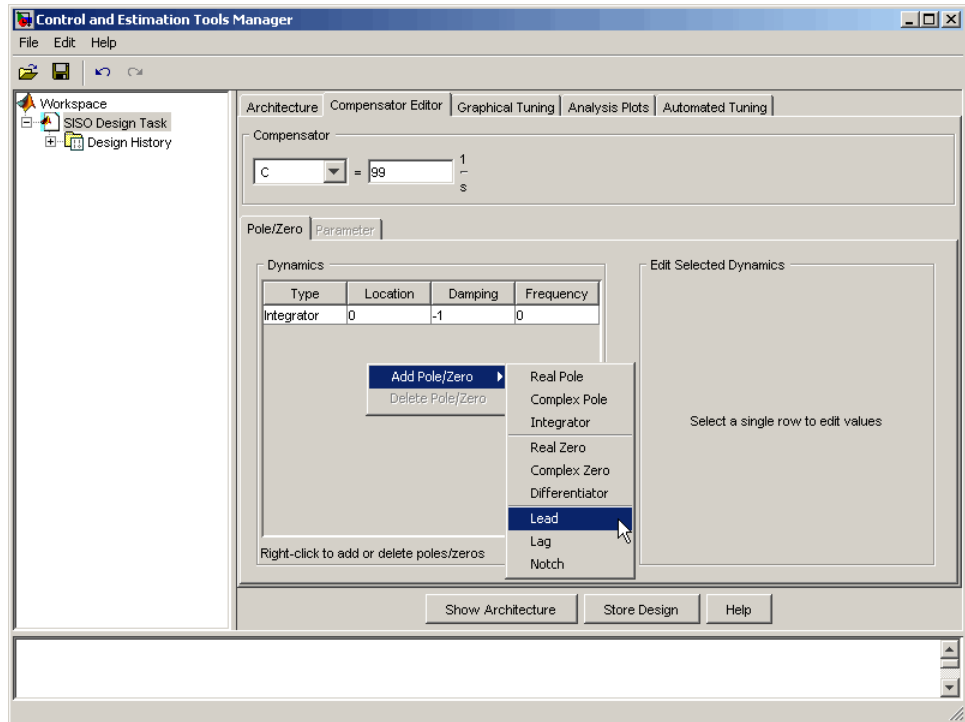 Control and Estimation Tools Manager
File Edit Help
Workspace
SISO Design Task
Design History
Architecture Compensator Editor Graphical Tuning Analysis Plots Automated Tuning
Compensator
C = 99 1
s
Pole/Zero Parameter
Dynamics
Edit Selected Dynamics
Type Location Damping Frequency
Integrator 0 -1 0
Add Pole/Zero
Delete Pole/Zero
Real Pole
Complex Pole
Integrator
Real Zero
Complex Zero
Differentiator
Lead
Lag
Notch
Select a single row to edit values
Right-click to add or delete poles/zeros
Show Architecture Store Design Help